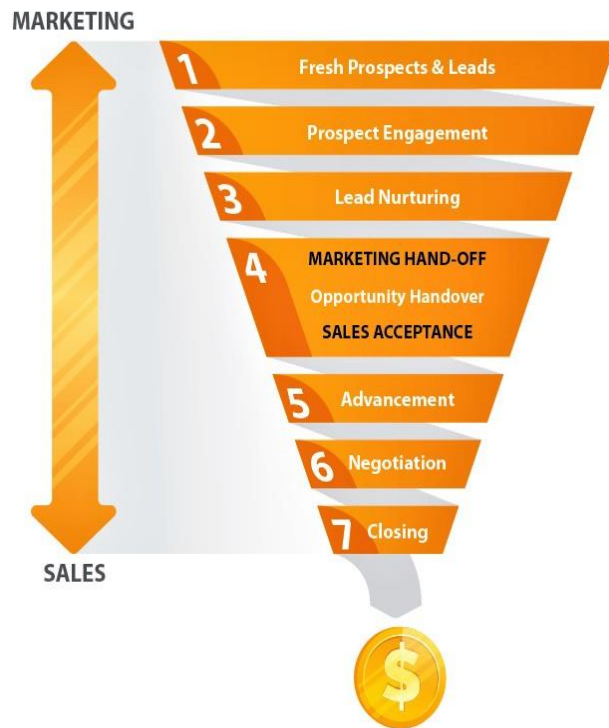 MARKETING
1 Fresh Prospects & Leads
2 Prospect Engagement
3 Lead Nurturing
4 MARKETING HAND-OFF
Opportunity Handover
SALES ACCEPTANCE
5 Advancement
6 Negotiation
7 Closing
SALES
$